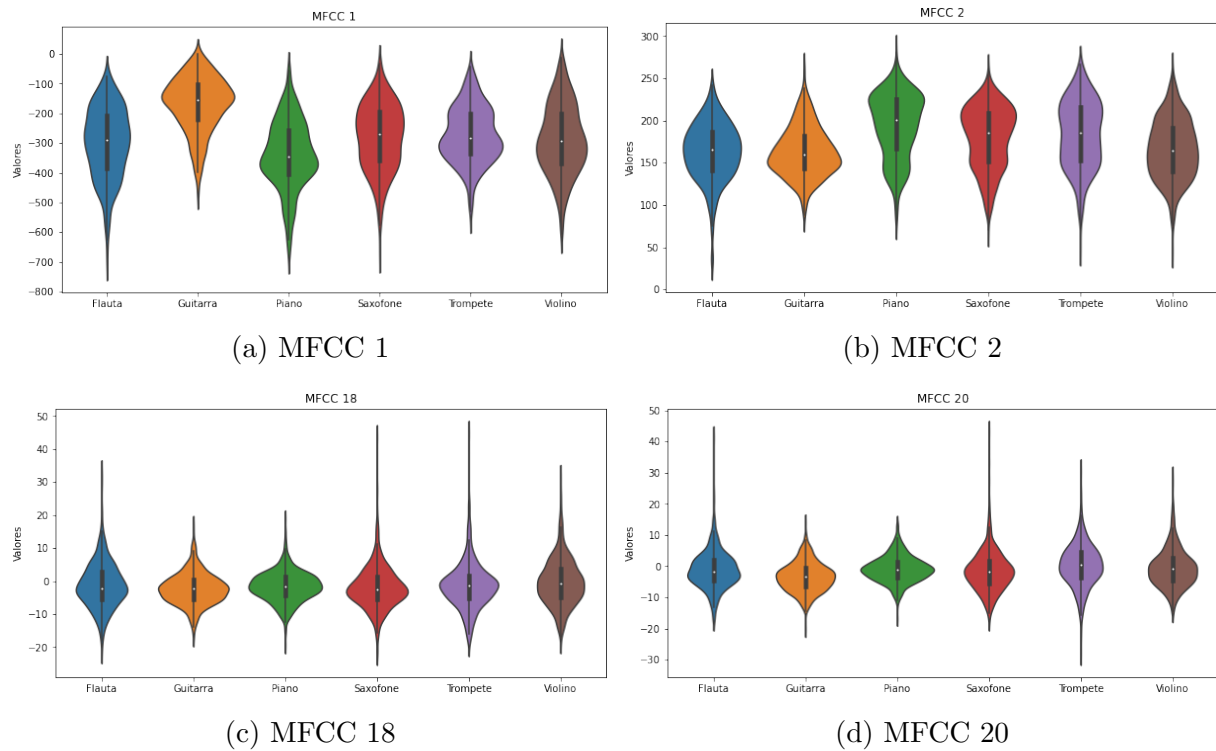 MFCC 1
Valores
0
−100
−200
−300
−400
−500
−600
−700
−800
Flauta Guitarra Piano Saxofone Trompete Violino
(a) MFCC 1
MFCC 2
Valores
300
250
200
150
100
50
0
Flauta Guitarra Piano Saxofone Trompete Violino
(b) MFCC 2
MFCC 18
Valores
50
40
30
20
10
0
−10
−20
Flauta Guitarra Piano Saxofone Trompete Violino
(c) MFCC 18
MFCC 20
Valores
50
40
30
20
10
0
−10
−20
−30
Flauta Guitarra Piano Saxofone Trompete Violino
(d) MFCC 20